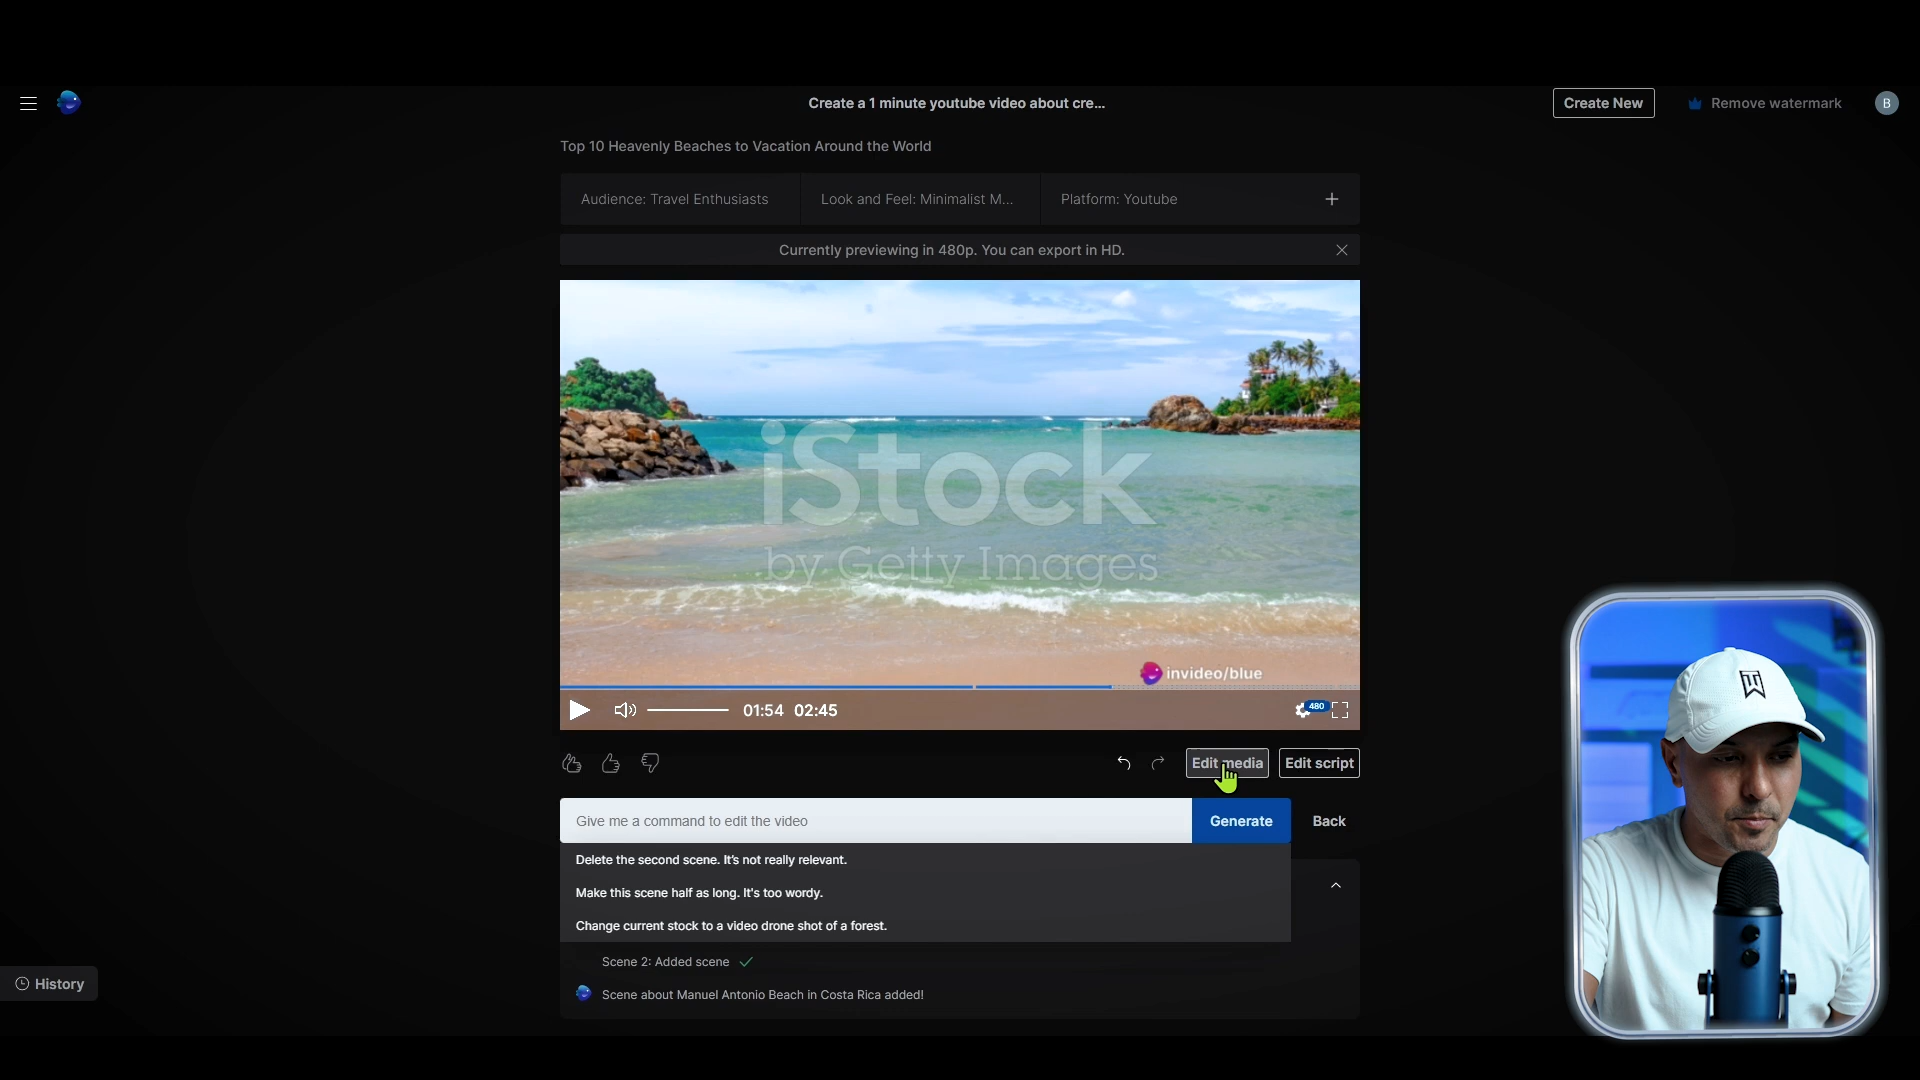 Create a 1 minute youtube video about cre...
Create New
Remove watermark
B
Top 10 Heavenly Beaches to Vacation Around the World
Audience: Travel Enthusiasts
Look and Feel: Minimalist M...
Platform: Youtube
Currently previewing in 480p. You can export in HD.
iStock
by Getty Images
invideo/blue
01:54 02:45
480
Edit media
Edit script
Give me a command to edit the video
Generate
Back
Delete the second scene. It's not really relevant.
Make this scene half as long. It's too wordy.
Change current stock to a video drone shot of a forest.
Scene 2: Added scene
Scene about Manuel Antonio Beach in Costa Rica added!
History